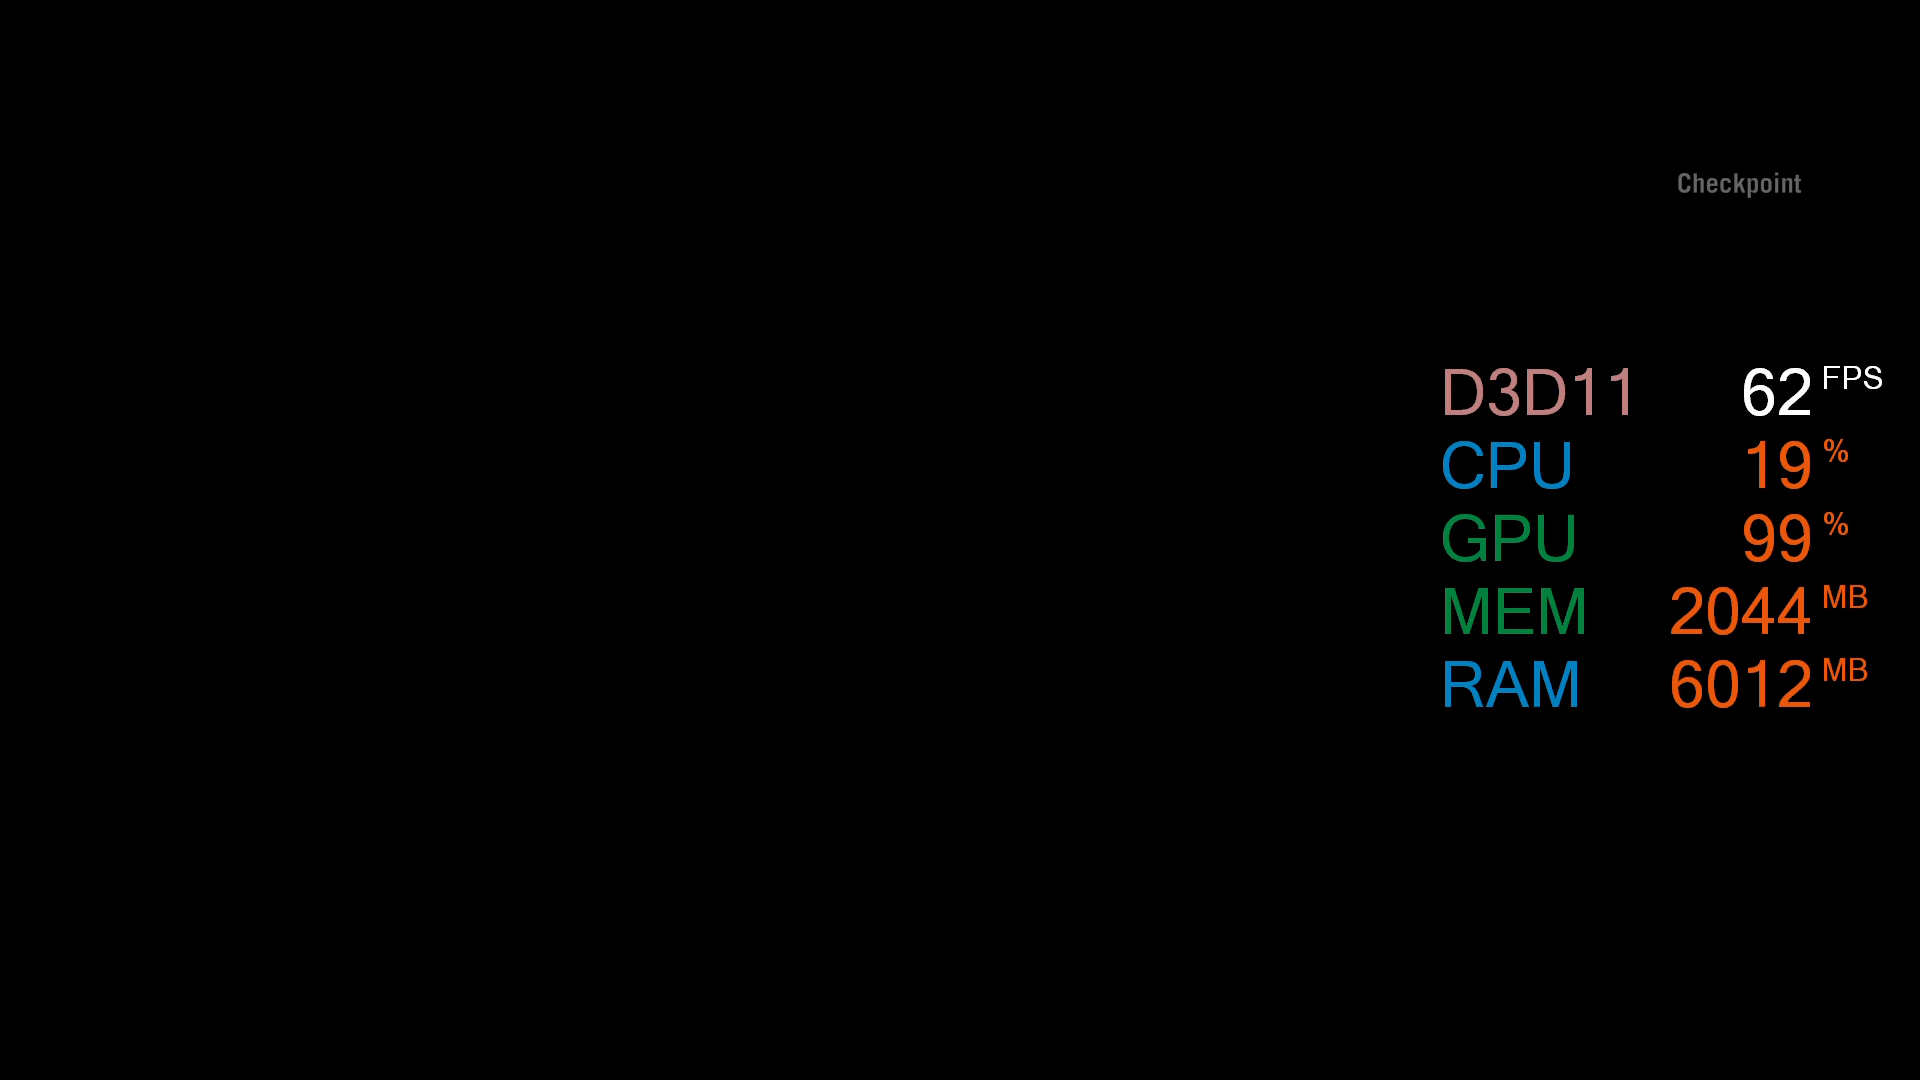 Checkpoint
D3D11 62 FPS
CPU 19 %
GPU 99 %
MEM 2044 MB
RAM 6012 MB